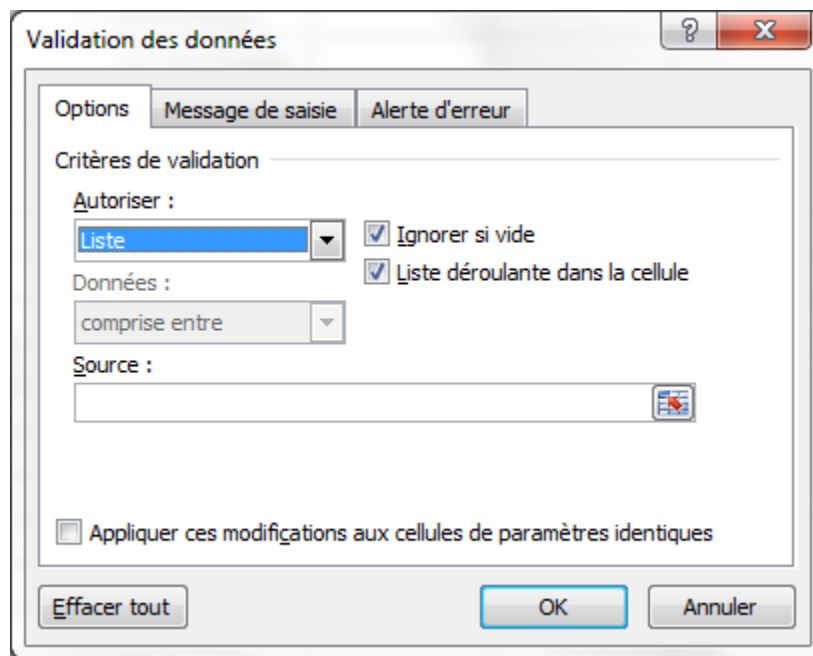 Validation des données
Options Message de saisie Alerte d'erreur
Critères de validation
Autoriser :
Liste
Ignorer si vide
Données :
Liste déroulante dans la cellule
comprise entre
Source :
Appliquer ces modifications aux cellules de paramètres identiques
Effacer tout OK Annuler